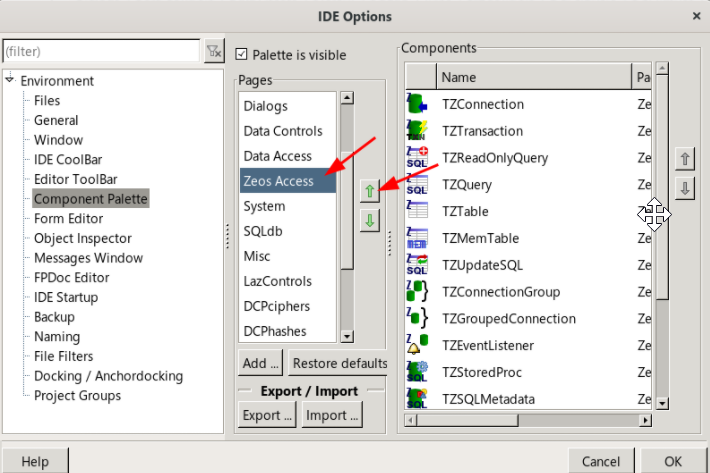 IDE Options
(filter)
Environment
Files
General
Window
IDE CoolBar
Editor ToolBar
Component Palette
Form Editor
Object Inspector
Messages Window
FPDoc Editor
IDE Startup
Backup
Naming
File Filters
Docking / Anchordocking
Project Groups
Palette is visible
Pages
Dialogs
Data Controls
Data Access
Zeos Access
System
SQLdb
Misc
LazControls
DCPciphers
DCPhashes
Add ...
Restore defaults
Export / Import
Export ...
Import ...
Components
Name
Pa
TZConnection
Ze
TZTransaction
Ze
TZReadOnlyQuery
Ze
TZQuery
Ze
TZTable
TZMemTable
Ze
TZUpdateSQL
Ze
TZConnectionGroup
Ze
TZGroupedConnection
Ze
TZEventListener
Ze
TZStoredProc
Ze
TZSQLMetadata
Ze
Help
Cancel
OK